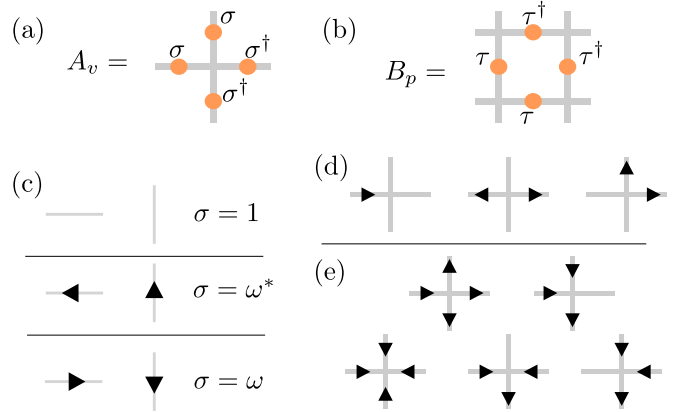 (a)
A_v =
σ
σ
σ†
σ†
(b)
B_p =
τ†
τ
τ†
τ
(c)
σ = 1
σ = ω*
σ = ω
(d)
(e)